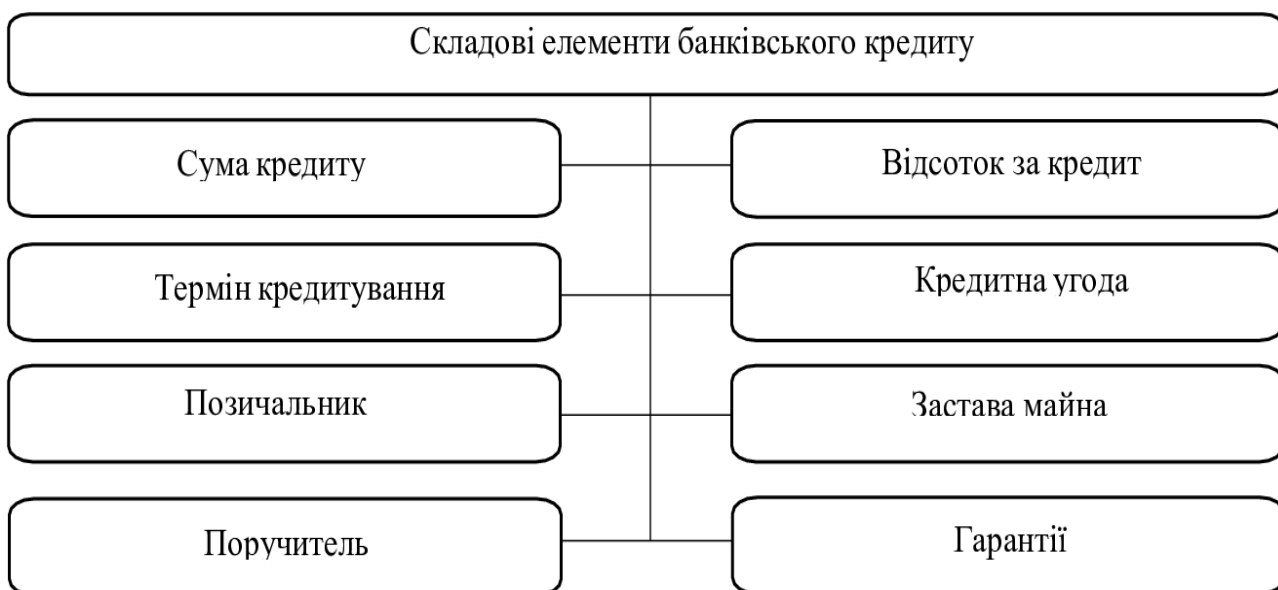 Складові елементи банківського кредиту
Сума кредиту
Відсоток за кредит
Термін кредитування
Кредитна угода
Позичальник
Застава майна
Поручитель
Гарантії